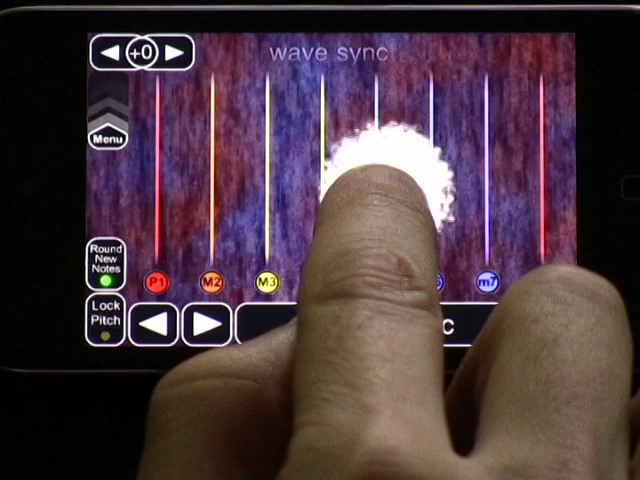 +0
wave sync
Menu
Round
New
Notes
P1 M2 M3 m7
Lock
Pitch
C